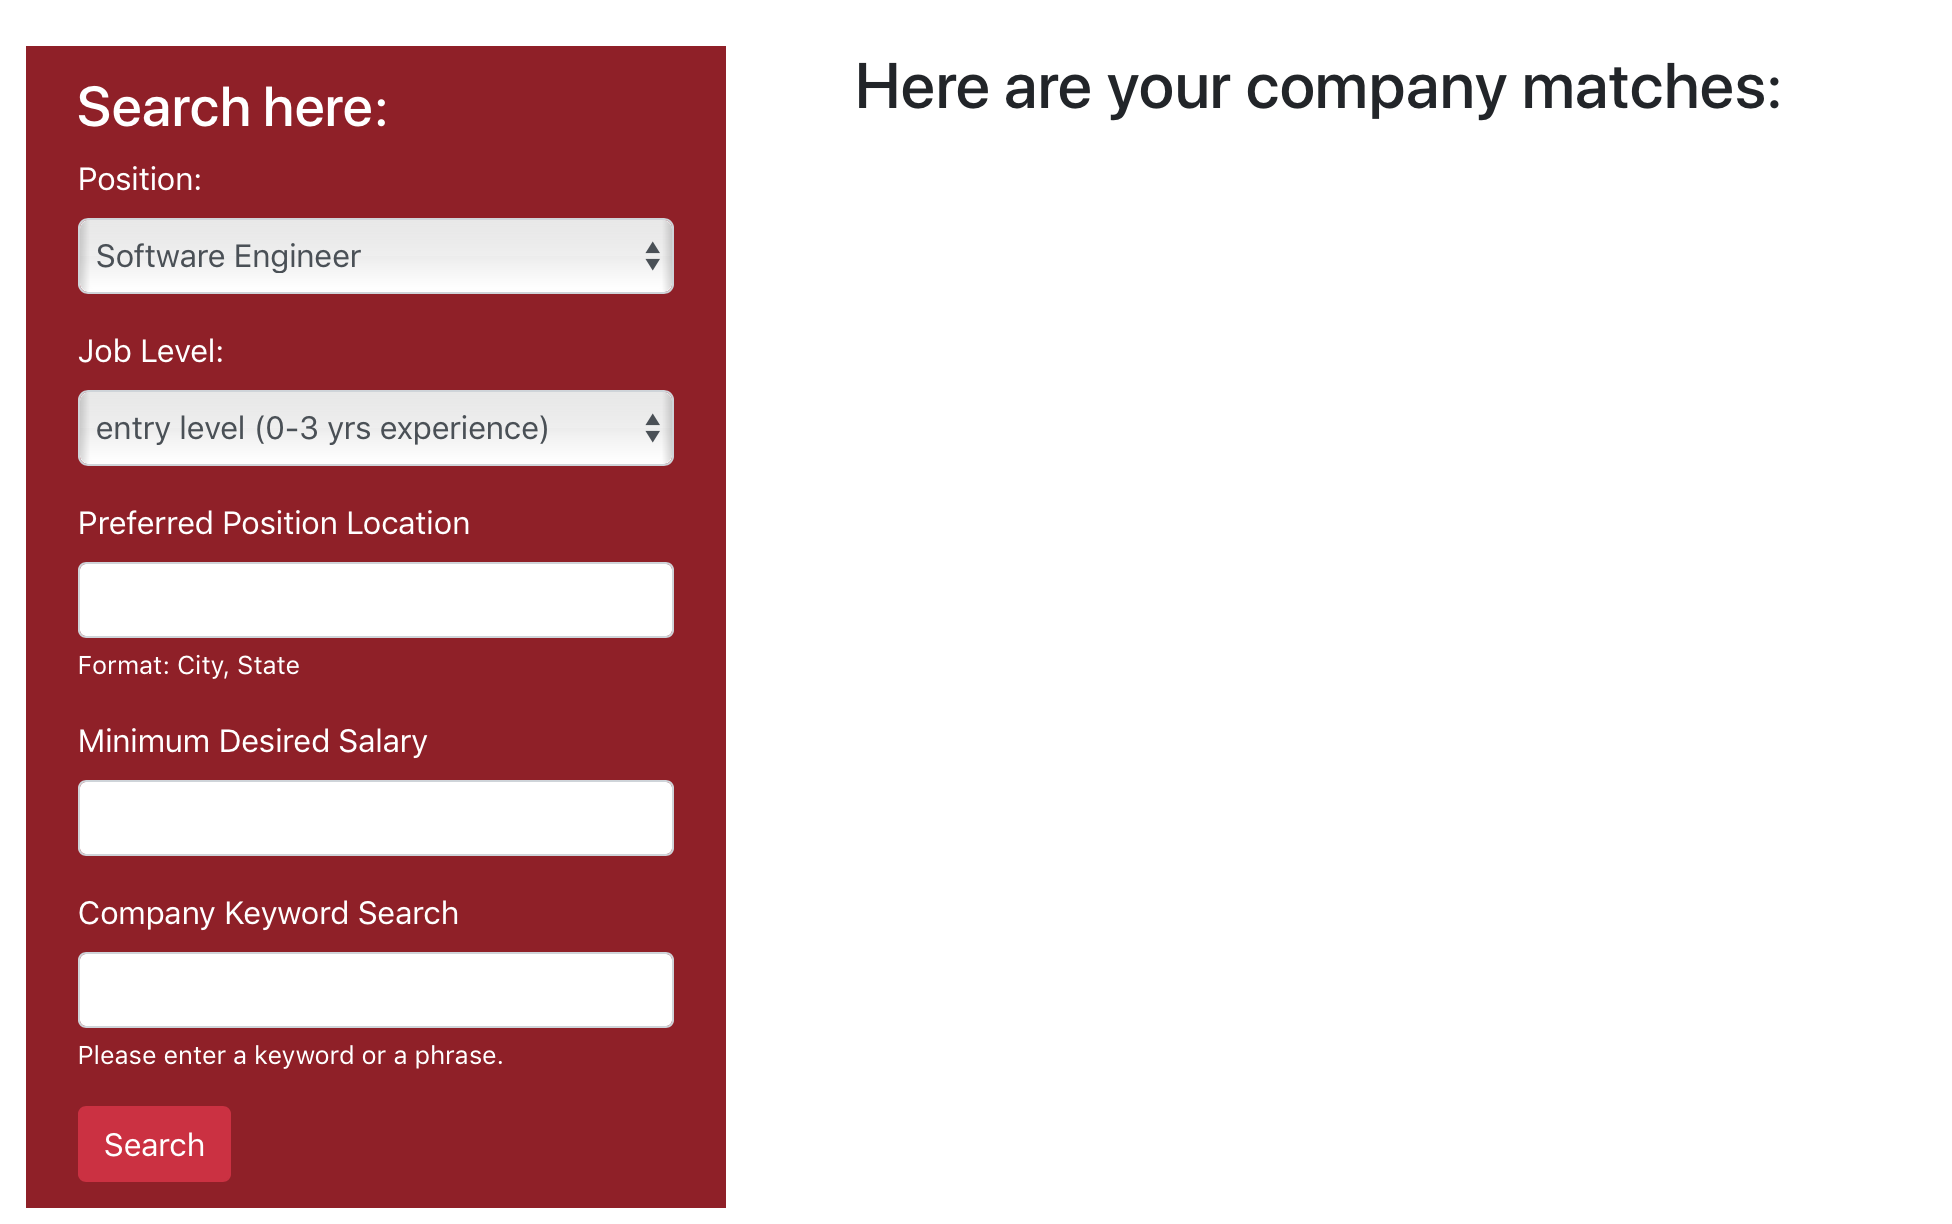 Search here:
Position:
Software Engineer
Job Level:
entry level (0-3 yrs experience)
Preferred Position Location
Format: City, State
Minimum Desired Salary
Company Keyword Search
Please enter a keyword or a phrase.
Search
Here are your company matches: